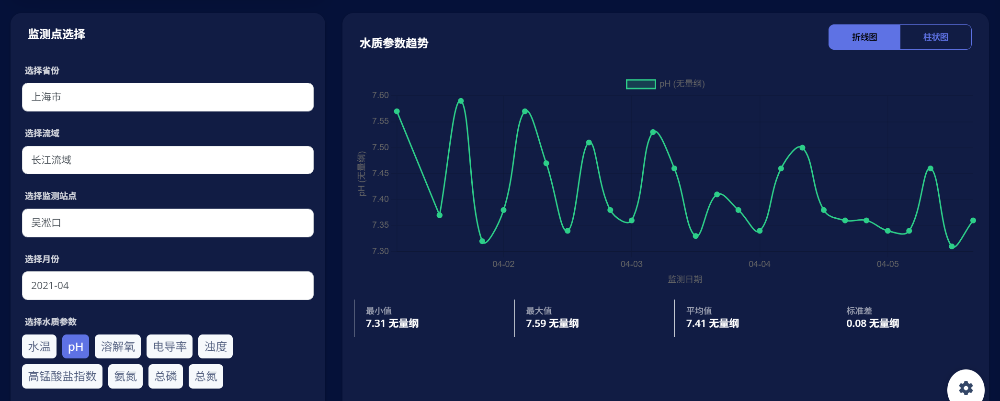 监测点选择
选择省份
上海市
选择流域
长江流域
选择监测站点
吴淞口
选择月份
2021-04
选择水质参数
水温 pH 溶解氧 电导率 浊度
高锰酸盐指数 氨氮 总磷 总氮
水质参数趋势
折线图 柱状图
pH (无量纲)
7.60
7.55
7.50
7.45
7.40
7.35
7.30
pH (无量纲)
04-02 04-03 04-04 04-05
监测日期
最小值
7.31 无量纲
最大值
7.59 无量纲
平均值
7.41 无量纲
标准差
0.08 无量纲